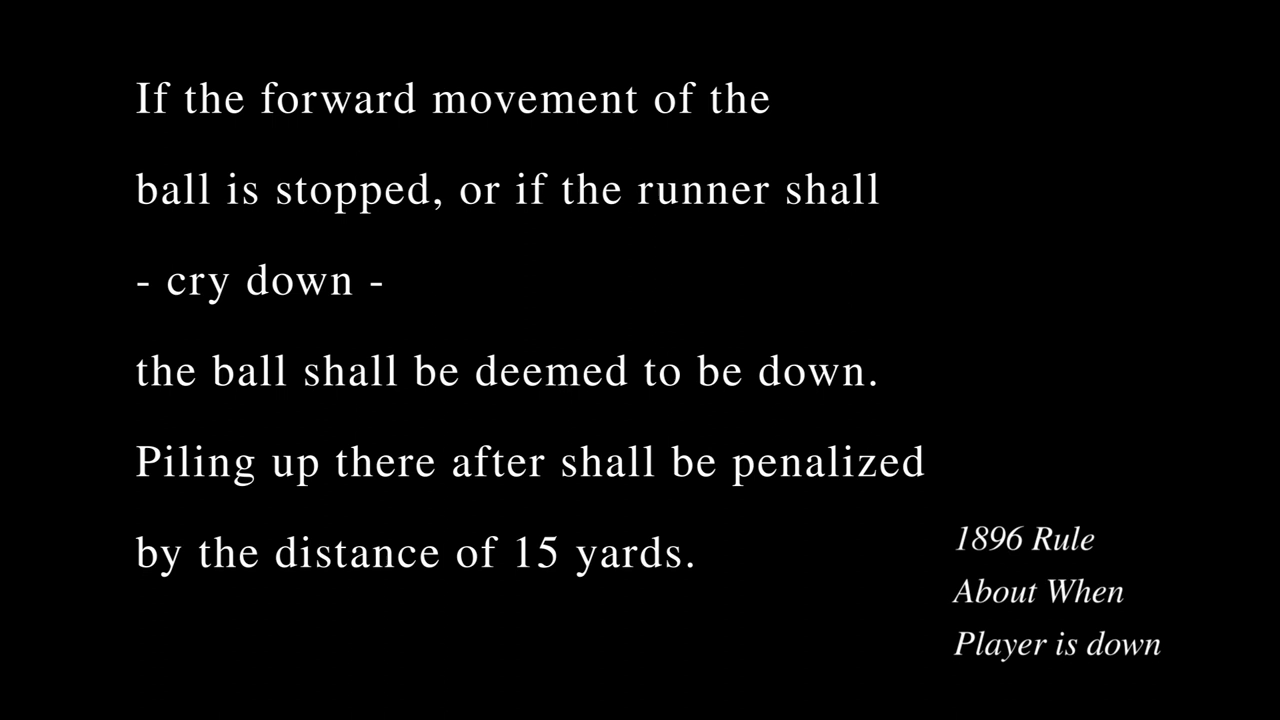 If the forward movement of the
ball is stopped, or if the runner shall
- cry down -
the ball shall be deemed to be down.
Piling up there after shall be penalized
by the distance of 15 yards.
1896 Rule
About When
Player is down